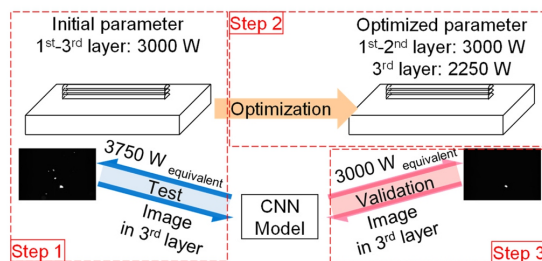 Initial parameter
1st-3rd layer: 3000 W
Step 2
Optimized parameter
1st-2nd layer: 3000 W
3rd layer: 2250 W
Optimization
3750 W equivalent
Test
Image
in 3rd layer
Step 1
CNN
Model
3000 W equivalent
Validation
Image
in 3rd layer
Step 3